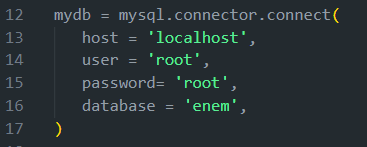 12 mydb = mysql.connector.connect(
13     host = 'localhost',
14     user = 'root',
15     password= 'root',
16     database = 'enem',
17 )